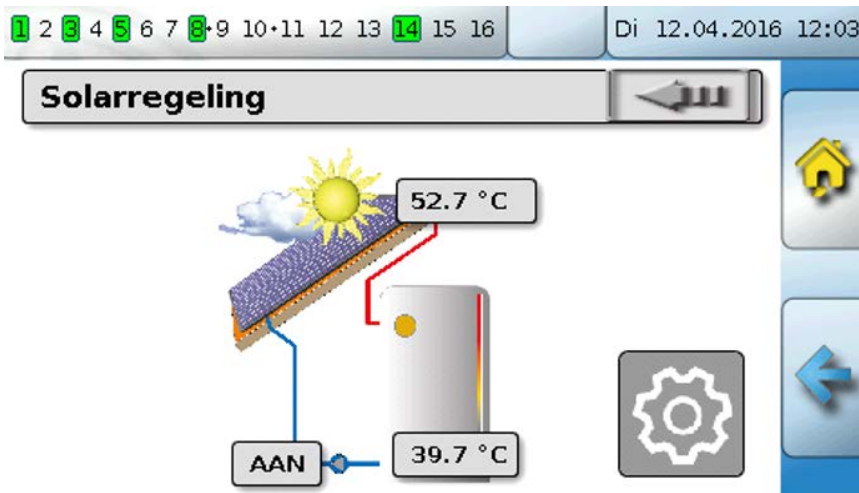 1 2 3 4 5 6 7 8•9 10•11 12 13 14 15 16 Di 12.04.2016 12:03
Solarregeling
52.7 °C
AAN 39.7 °C